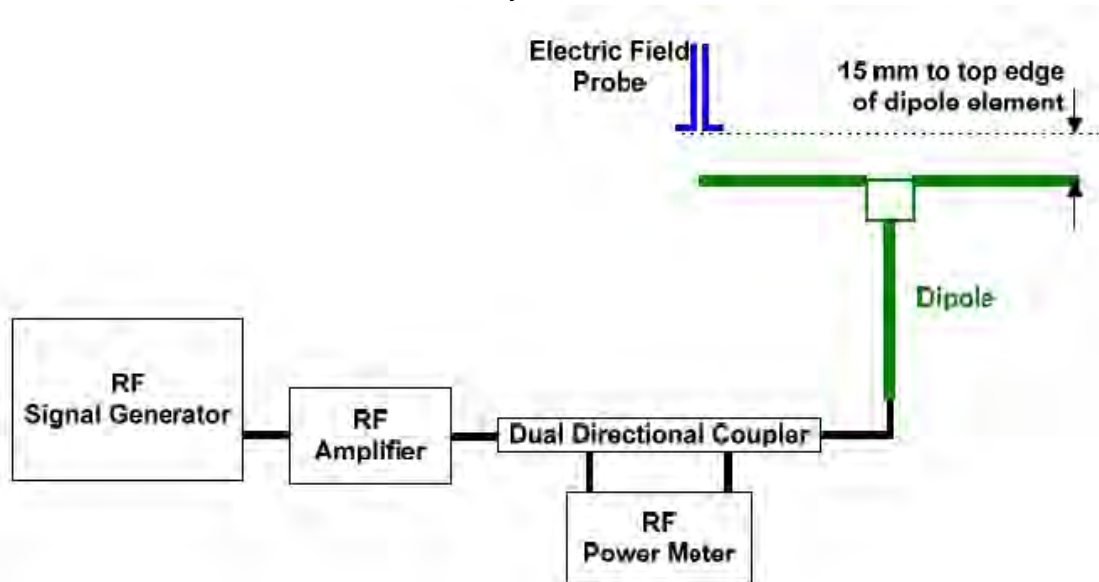 Electric Field
Probe
15 mm to top edge
of dipole element
Dipole
RF
Signal Generator
RF
Amplifier
Dual Directional Coupler
RF
Power Meter